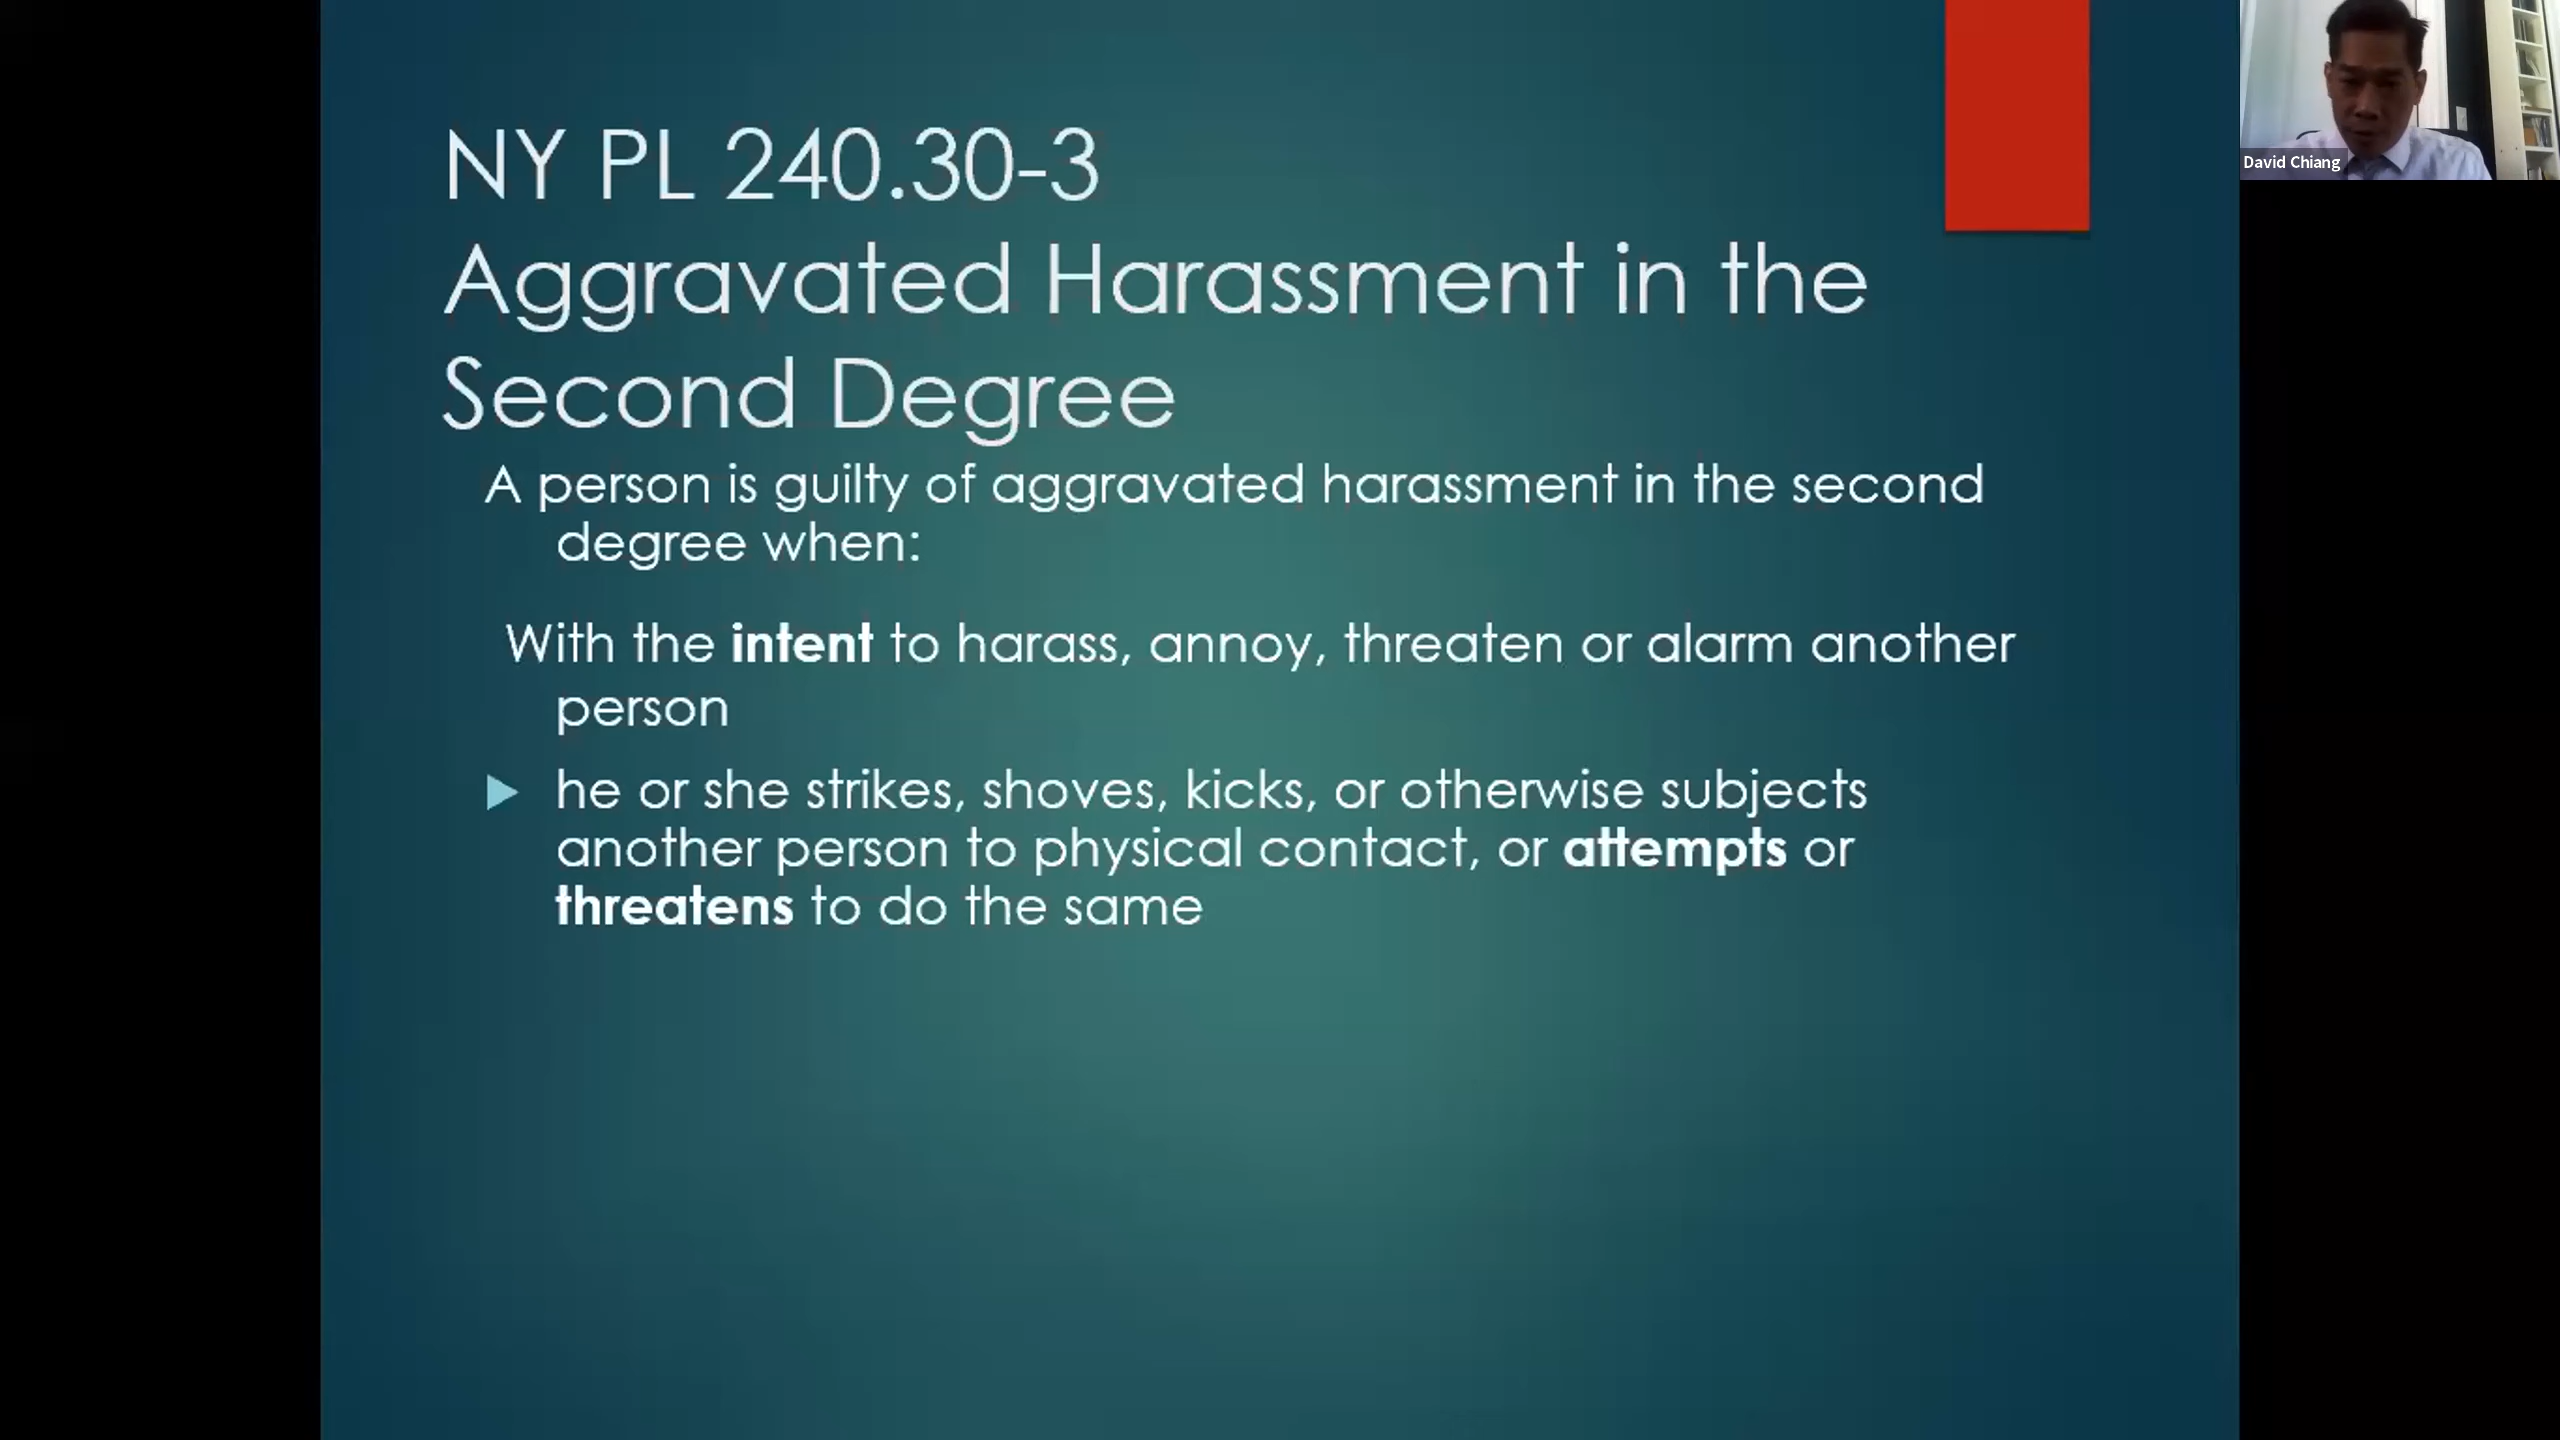 NY PL 240.30-3
Aggravated Harassment in the
Second Degree
A person is guilty of aggravated harassment in the second
degree when:
With the intent to harass, annoy, threaten or alarm another
person
he or she strikes, shoves, kicks, or otherwise subjects
another person to physical contact, or attempts or
threatens to do the same
David Chiang